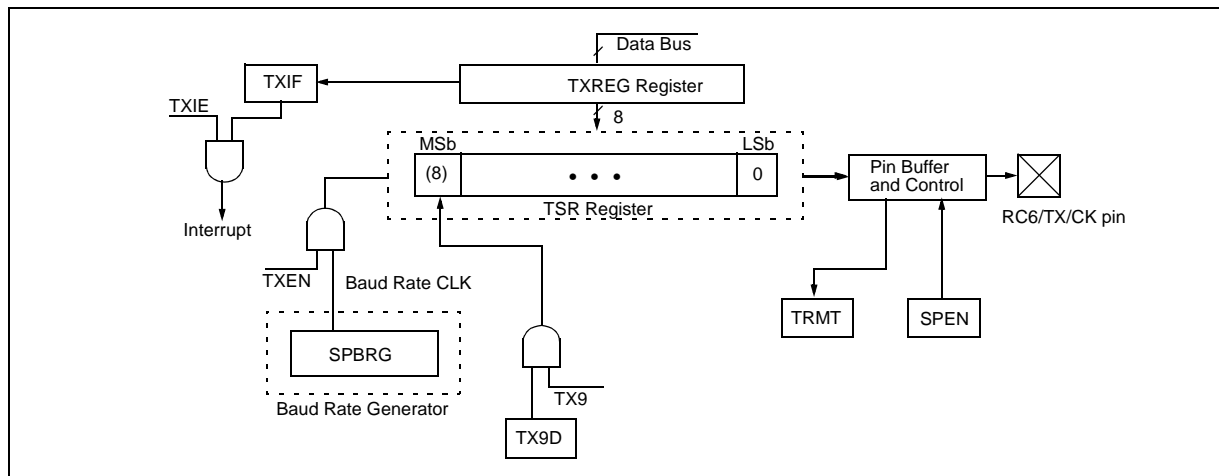 Data Bus
TXIF
TXREG Register
TXIE
8
MSb
LSb
(8)
• • •
0
Pin Buffer
and Control
TSR Register
Interrupt
RC6/TX/CK pin
TXEN
Baud Rate CLK
TRMT
SPEN
SPBRG
TX9
Baud Rate Generator
TX9D